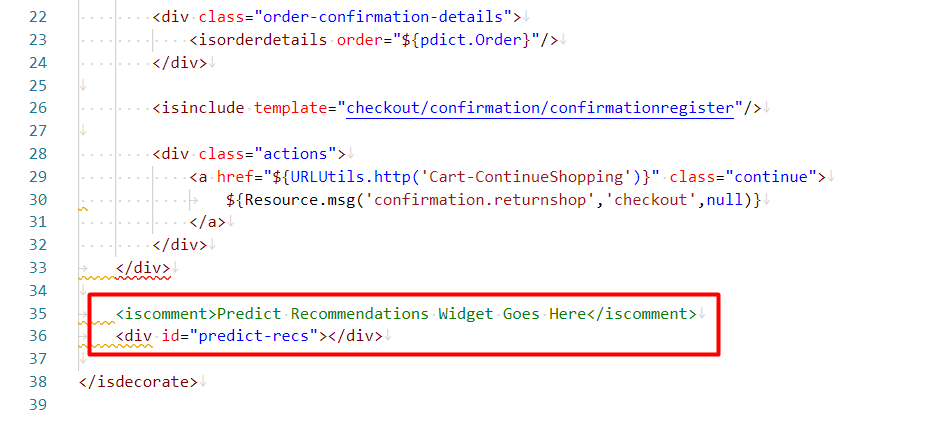 22 <div class="order-confirmation-details">
23 <isorderdetails order="${pdict.Order}"/>
24 </div>
25
26 <isinclude template="checkout/confirmation/confirmationregister"/>
27
28 <div class="actions">
29 <a href="${URLUtils.http('Cart-ContinueShopping')}" class="continue">
30 ${Resource.msg('confirmation.returnshop','checkout',null)}
31 </a>
32 </div>
33 </div>
34
35 <iscomment>Predict Recommendations Widget Goes Here</iscomment>
36 <div id="predict-recs"></div>
37
38 </isdecorate>
39